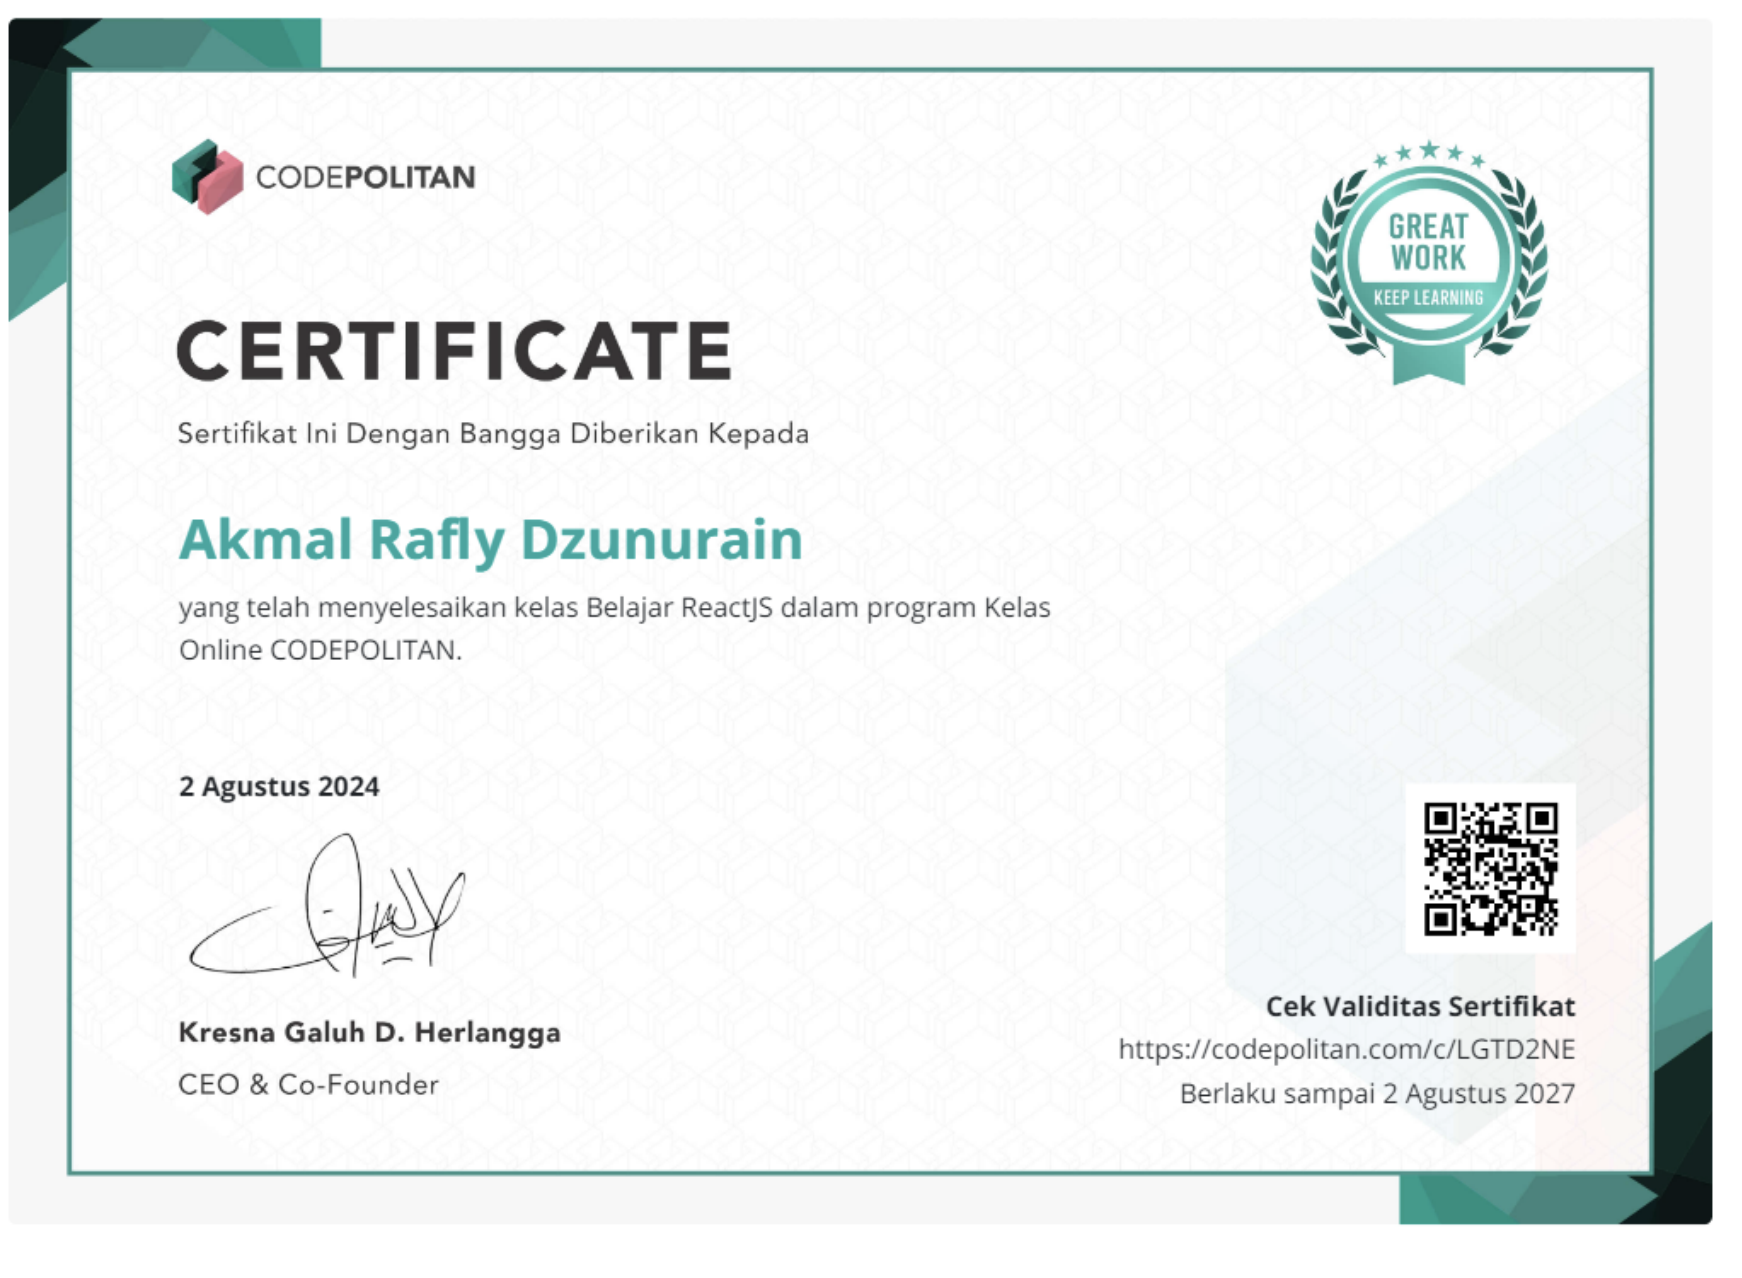 CODEPOLITAN
GREAT
WORK
KEEP LEARNING
CERTIFICATE
Sertifikat Ini Dengan Bangga Diberikan Kepada
Akmal Rafly Dzunurain
yang telah menyelesaikan kelas Belajar ReactJS dalam program Kelas
Online CODEPOLITAN.
2 Agustus 2024
Kresna Galuh D. Herlangga
CEO & Co-Founder
Cek Validitas Sertifikat
https://codepolitan.com/c/LGTD2NE
Berlaku sampai 2 Agustus 2027